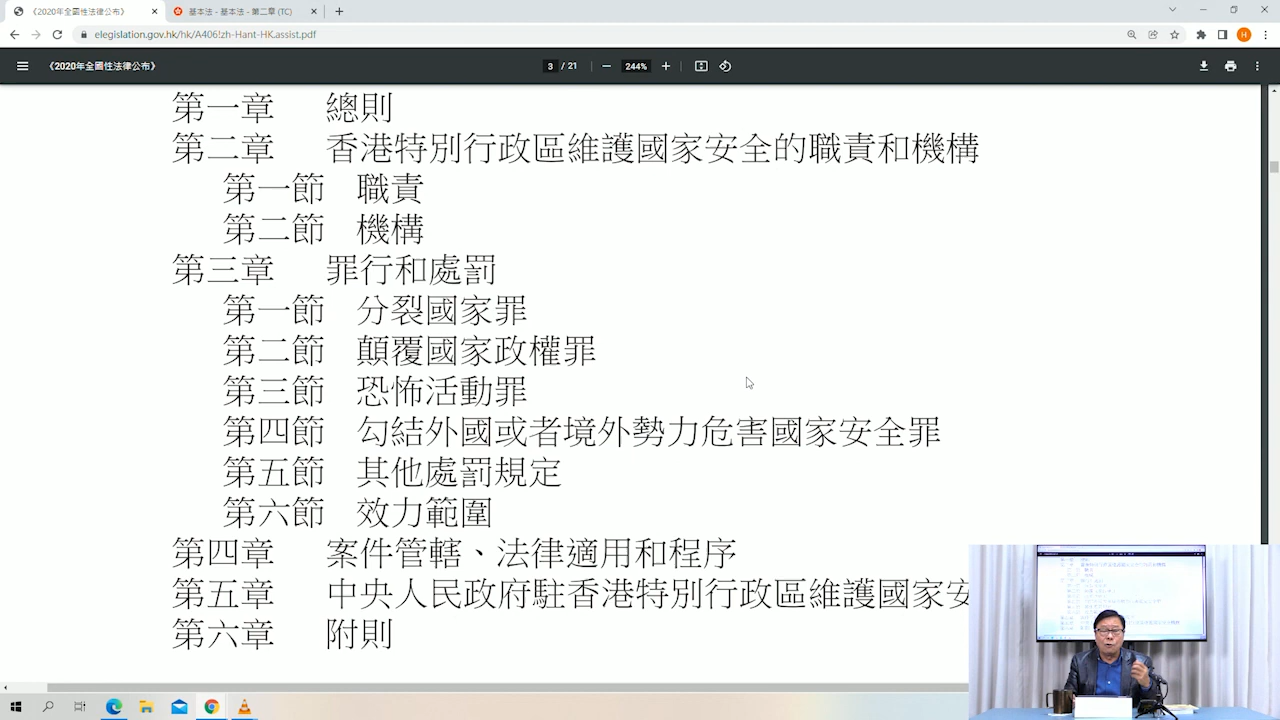 《2020年全國性法律公布》
基本法 - 基本法 - 第二章 (TC)
elegislation.gov.hk/hk/A406!zh-Hant-HK.assist.pdf
H
《2020年全國性法律公布》
3 / 21
244%
第一章 總則
第二章 香港特別行政區維護國家安全的職責和機構
第一節 職責
第二節 機構
第三章 罪行和處罰
第一節 分裂國家罪
第二節 顛覆國家政權罪
第三節 恐怖活動罪
第四節 勾結外國或者境外勢力危害國家安全罪
第五節 其他處罰規定
第六節 效力範圍
第四章 案件管轄、法律適用和程序
第五章 中央人民政府駐香港特別行政區維護國家安
第六章 附則